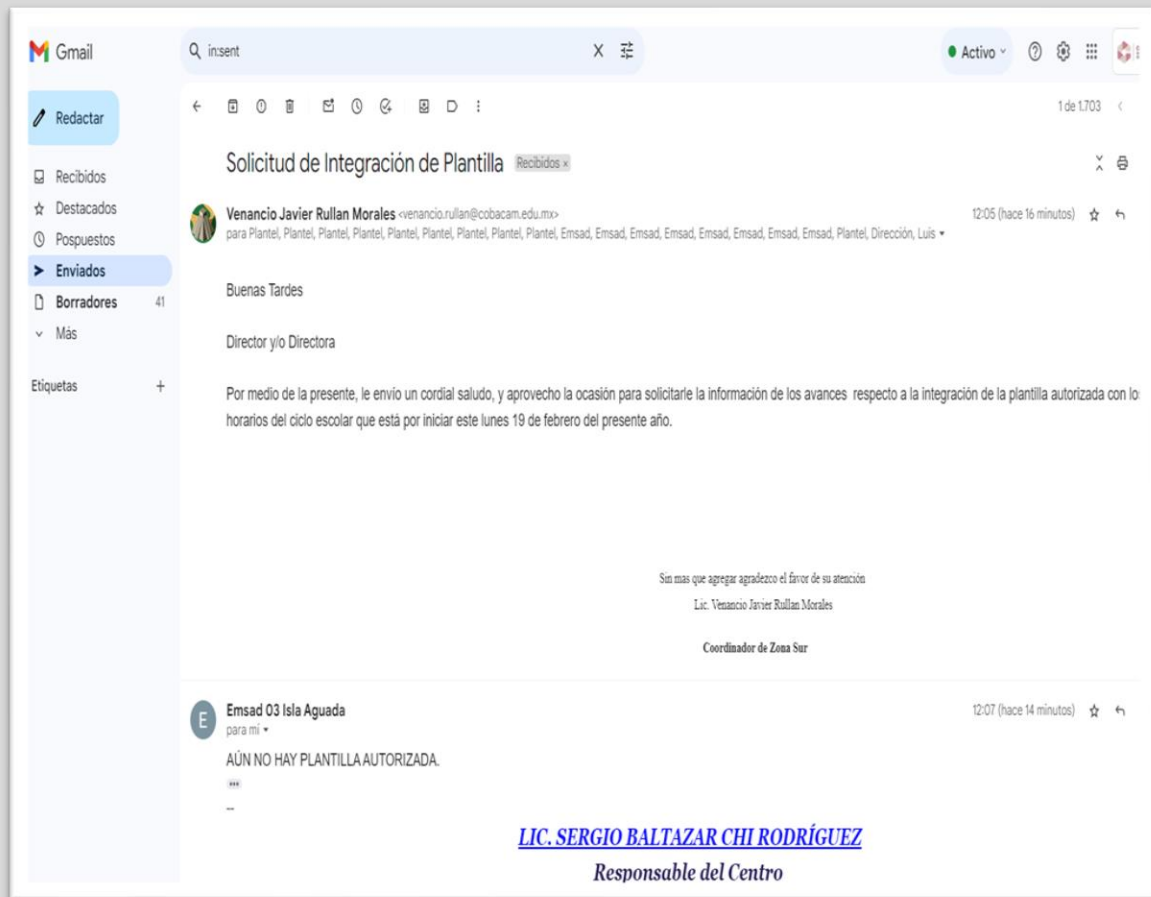 Gmail
in:sent
Activo
Redactar
1 de 1.703
Recibidos
Destacados
Pospuestos
Enviados
Borradores 41
Más
Etiquetas +
Solicitud de Integración de Plantilla Recibidos x
Venancio Javier Rullan Morales <venancio.rullan@cobacam.edu.mx> 12:05 (hace 16 minutos)
para Plantel, Plantel, Plantel, Plantel, Plantel, Plantel, Plantel, Plantel, Plantel, Emsad, Emsad, Emsad, Emsad, Emsad, Emsad, Emsad, Emsad, Plantel, Dirección, Luis
Buenas Tardes
Director y/o Directora
Por medio de la presente, le envío un cordial saludo, y aprovecho la ocasión para solicitarle la información de los avances respecto a la integración de la plantilla autorizada con
horarios del ciclo escolar que está por iniciar este lunes 19 de febrero del presente año.
Sin mas que agregar agradezco el favor de su atención
Lic. Venancio Javier Rullan Morales
Coordinador de Zona Sur
E
Emsad 03 Isla Aguada 12:07 (hace 14 minutos)
para mí
AÚN NO HAY PLANTILLA AUTORIZADA.
...
--
LIC. SERGIO BALTAZAR CHI RODRÍGUEZ
Responsable del Centro